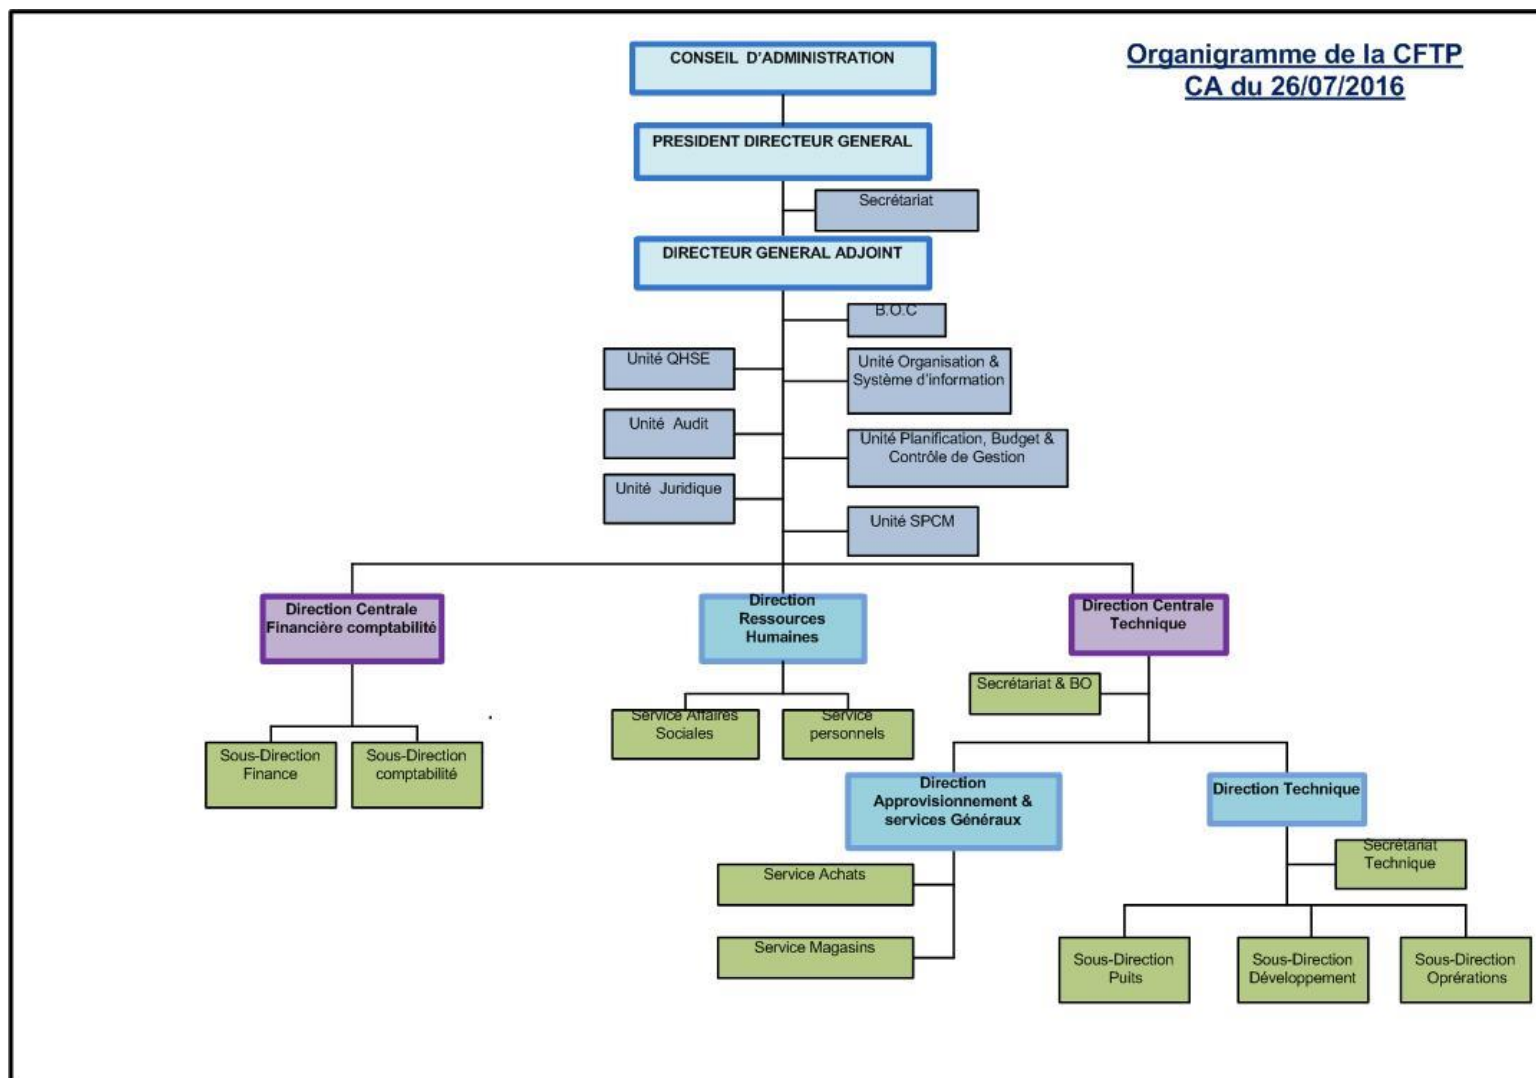 Organigramme de la CFTP
CA du 26/07/2016
CONSEIL D'ADMINISTRATION
PRESIDENT DIRECTEUR GENERAL
Secrétariat
DIRECTEUR GENERAL ADJOINT
B.O.C
Unité QHSE
Unité Organisation &
Système d'information
Unité Audit
Unité Planification, Budget &
Contrôle de Gestion
Unité Juridique
Unité SPCM
Direction Centrale
Financière comptabilité
Direction
Ressources
Humaines
Direction Centrale
Technique
Secrétariat & BO
Service Affaires
Sociales
Service
personnels
Sous-Direction
Finance
Sous-Direction
comptabilité
Direction
Approvisionnement &
services Généraux
Direction Technique
Secrétariat
Technique
Service Achats
Service Magasins
Sous-Direction
Puits
Sous-Direction
Développement
Sous-Direction
Oprérations